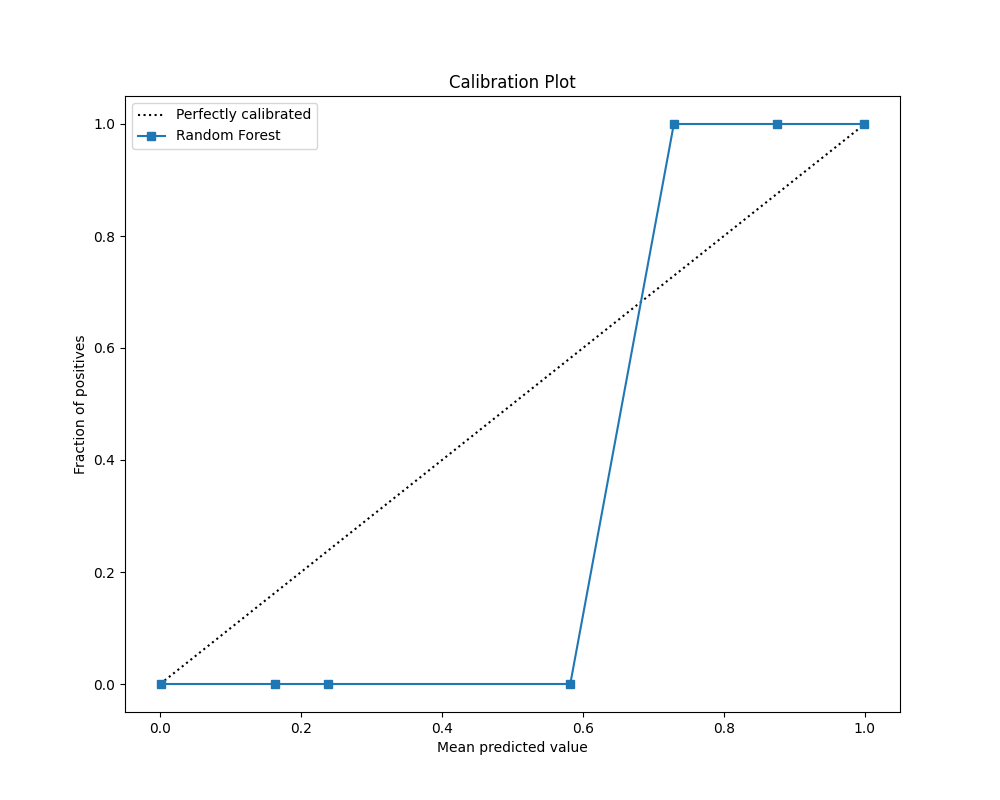 Calibration Plot
Perfectly calibrated
Random Forest
1.0
0.8
0.6
0.4
0.2
0.0
Fraction of positives
0.0 0.2 0.4 0.6 0.8 1.0
Mean predicted value